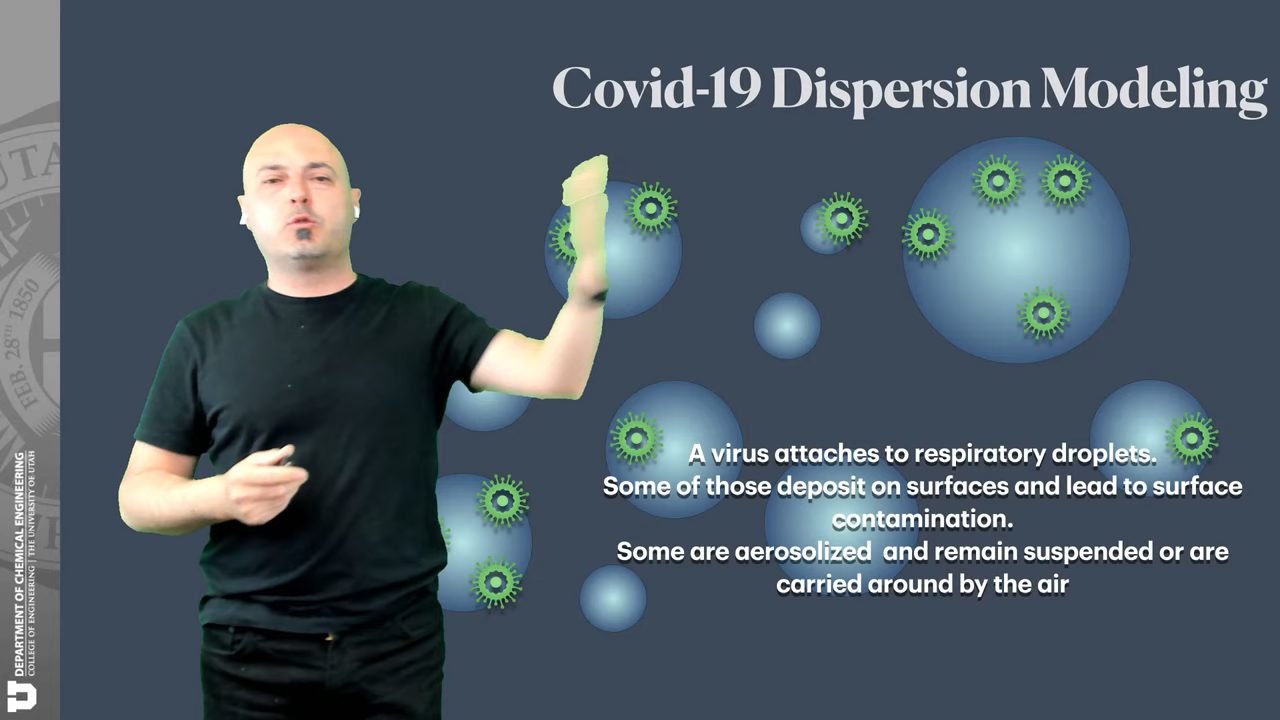 Covid-19 Dispersion Modeling
A virus attaches to respiratory droplets.
Some of those deposit on surfaces and lead to surface
contamination.
Some are aerosolized and remain suspended or are
carried around by the air
UTA
FEB. 28TH 1850
DEPARTMENT OF CHEMICAL ENGINEERING
COLLEGE OF ENGINEERING | THE UNIVERSITY OF UTAH
U